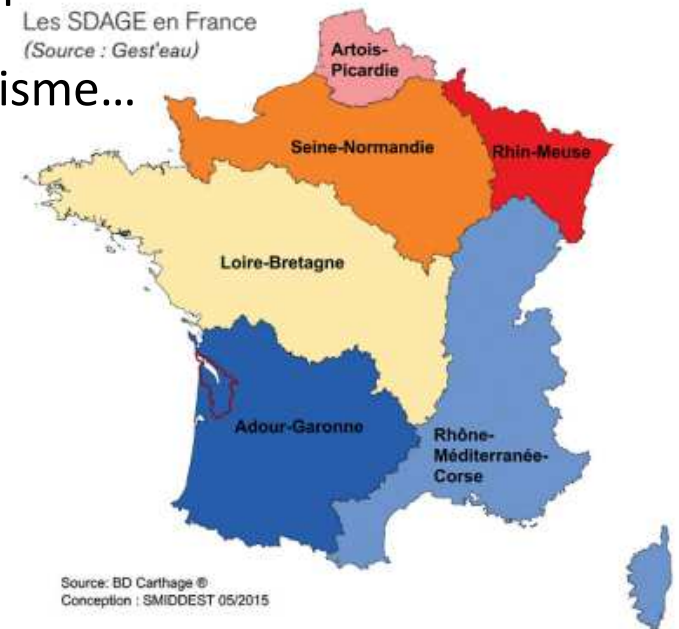 Les SDAGE en France
(Source : Gest'eau)
isme…
Artois-
Picardie
Seine-Normandie
Rhin-Meuse
Loire-Bretagne
Adour-Garonne
Rhône-
Méditerranée-
Corse
Source: BD Carthage ®
Conception : SMIDDEST 05/2015